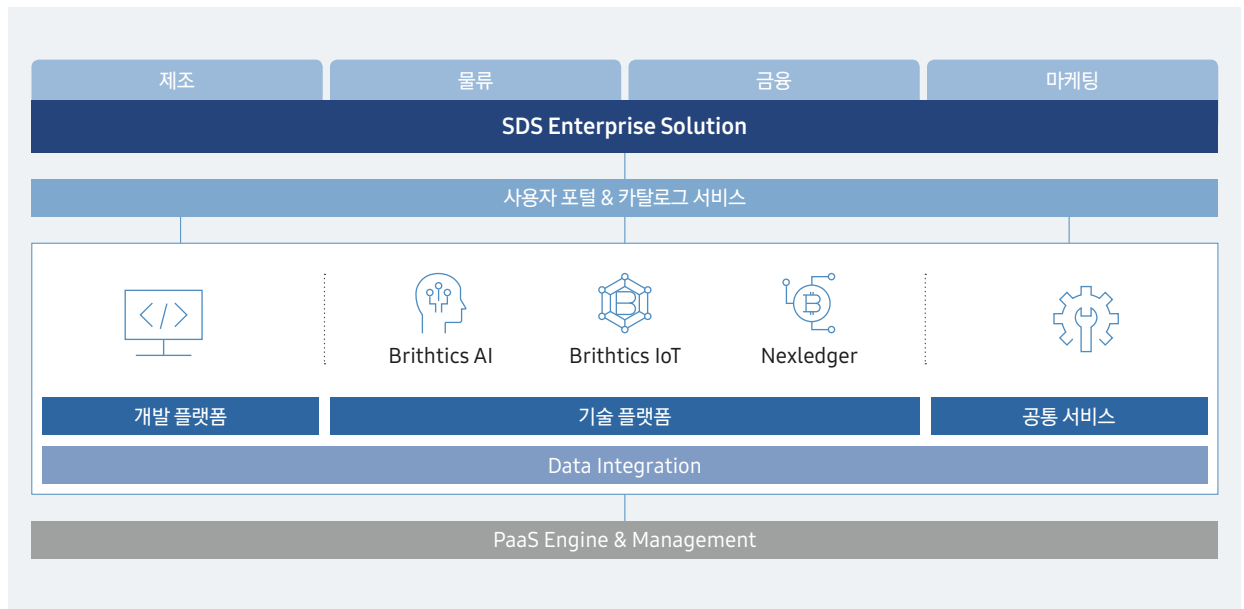 제조
물류
금융
마케팅
SDS Enterprise Solution
사용자 포털 & 카탈로그 서비스
</>
B
Brithtics AI
Brithtics IoT
Nexledger
개발 플랫폼
기술 플랫폼
공통 서비스
Data Integration
PaaS Engine & Management